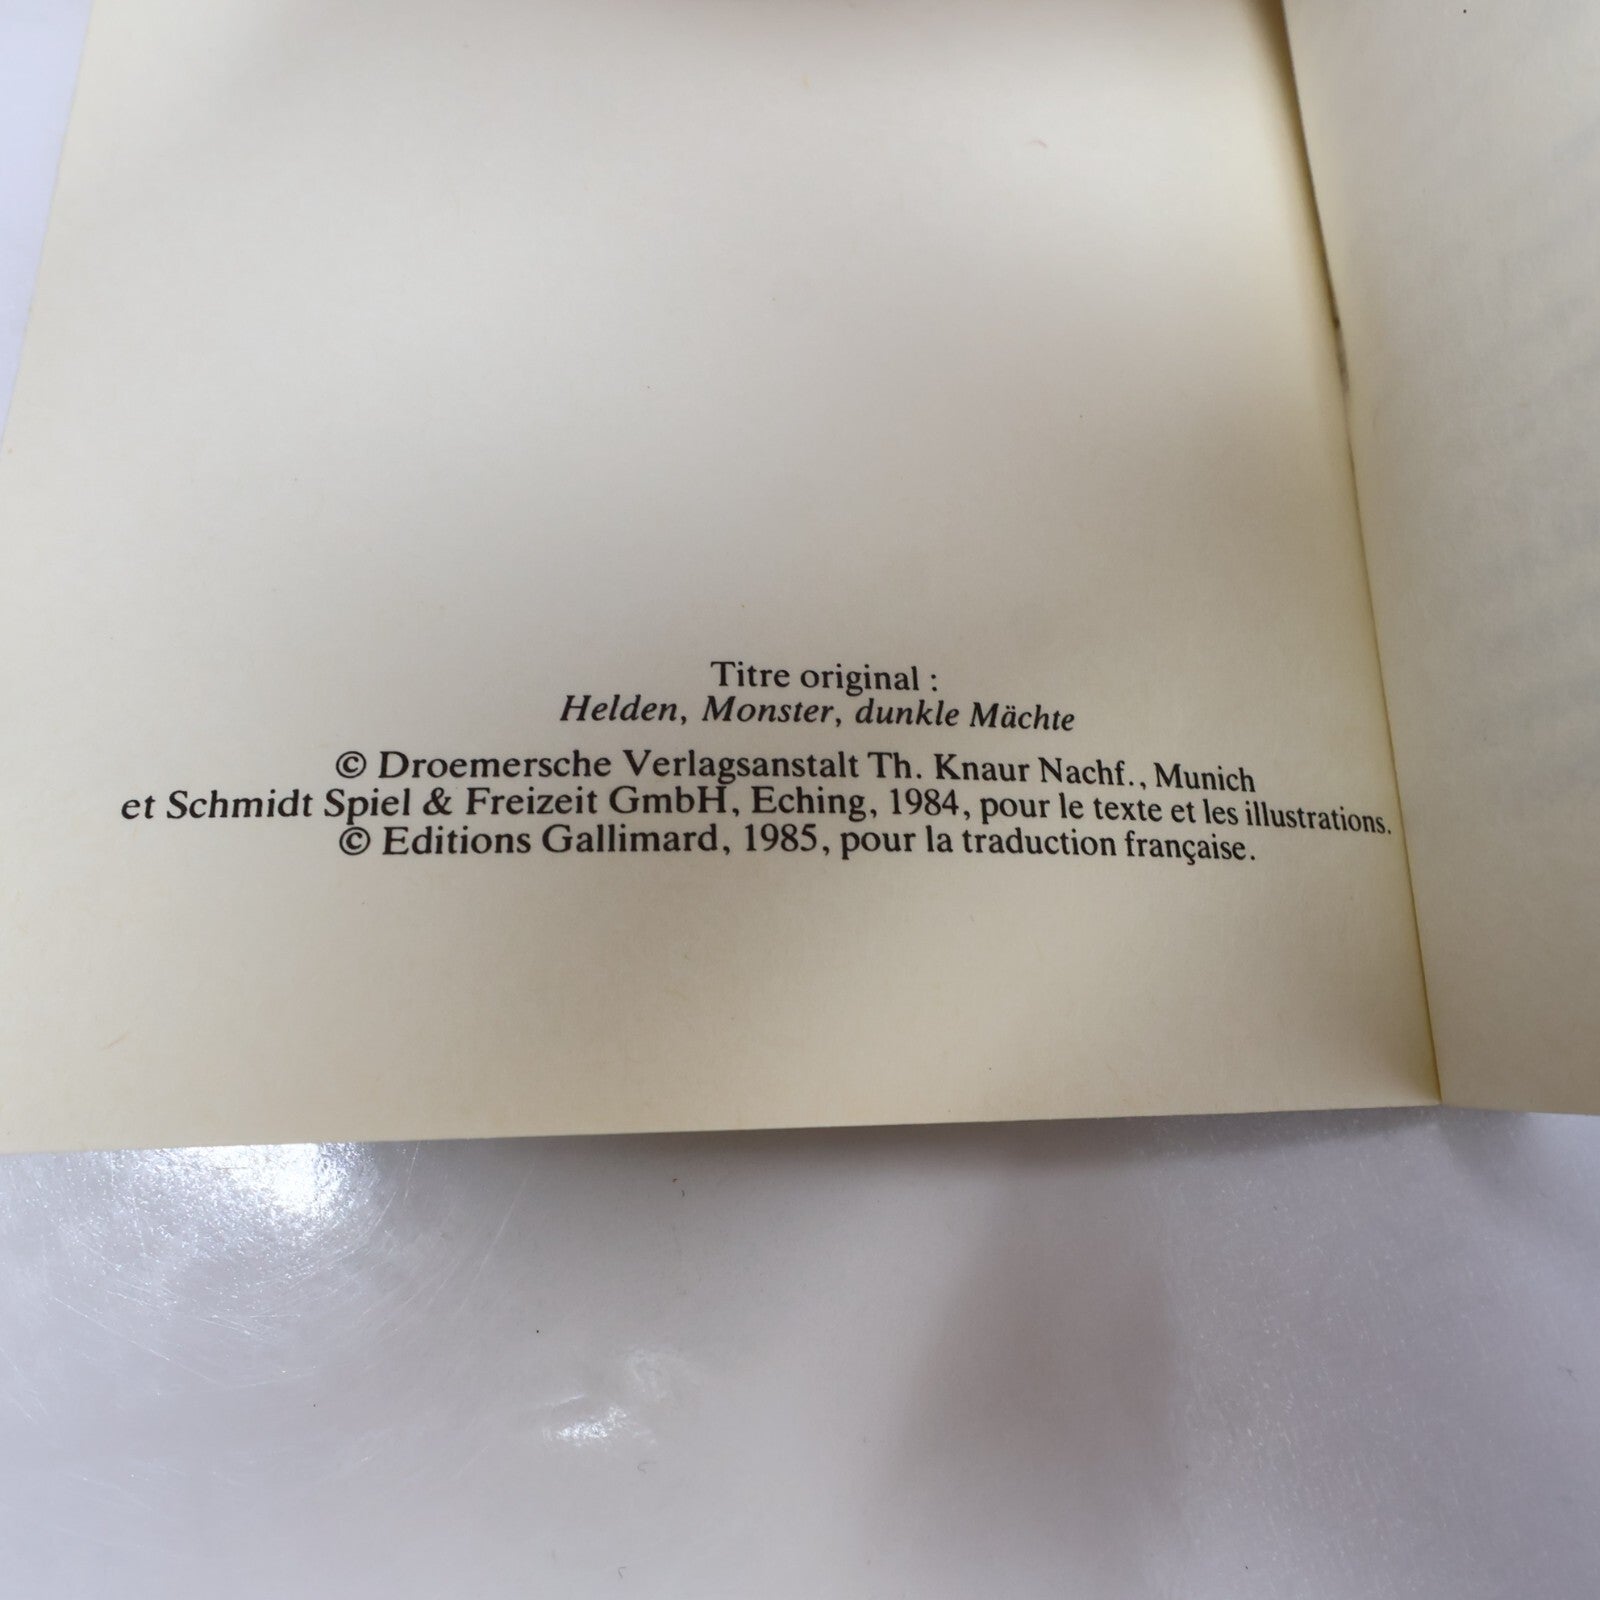 Titre original :
Helden, Monster, dunkle Mächte
© Droemersche Verlagsanstalt Th. Knaur Nachf., Munich
et Schmidt Spiel & Freizeit GmbH, Eching, 1984, pour le texte et les illustrations.
© Editions Gallimard, 1985, pour la traduction française.